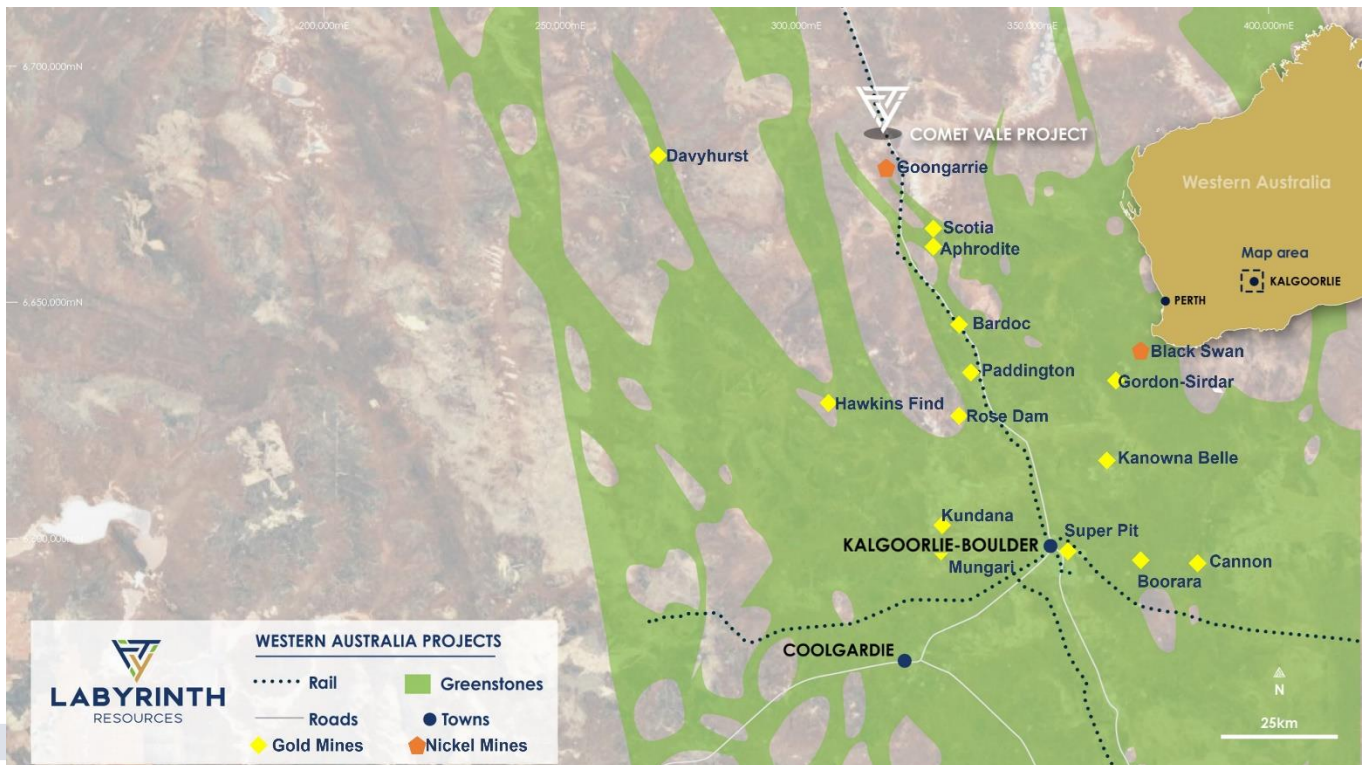 200,000mE
250,000mE
300,000mE
350,000mE
400,000mE
6,700,000mN
COMET VALE PROJECT
Davyhurst
Goongarrie
Western Australia
Scotia
Aphrodite
Map area
KALGOORLIE
6,650,000mN
PERTH
Bardoc
Black Swan
Paddington
Gordon-Sirdar
Hawkins Find
Rose Dam
Kanowna Belle
Kundana
Super Pit
KALGOORLIE-BOULDER
Mungari
Cannon
Boorara
COOLGARDIE
WESTERN AUSTRALIA PROJECTS
Rail
Greenstones
Roads
Towns
Gold Mines
Nickel Mines
LABYRINTH
RESOURCES
N
25km